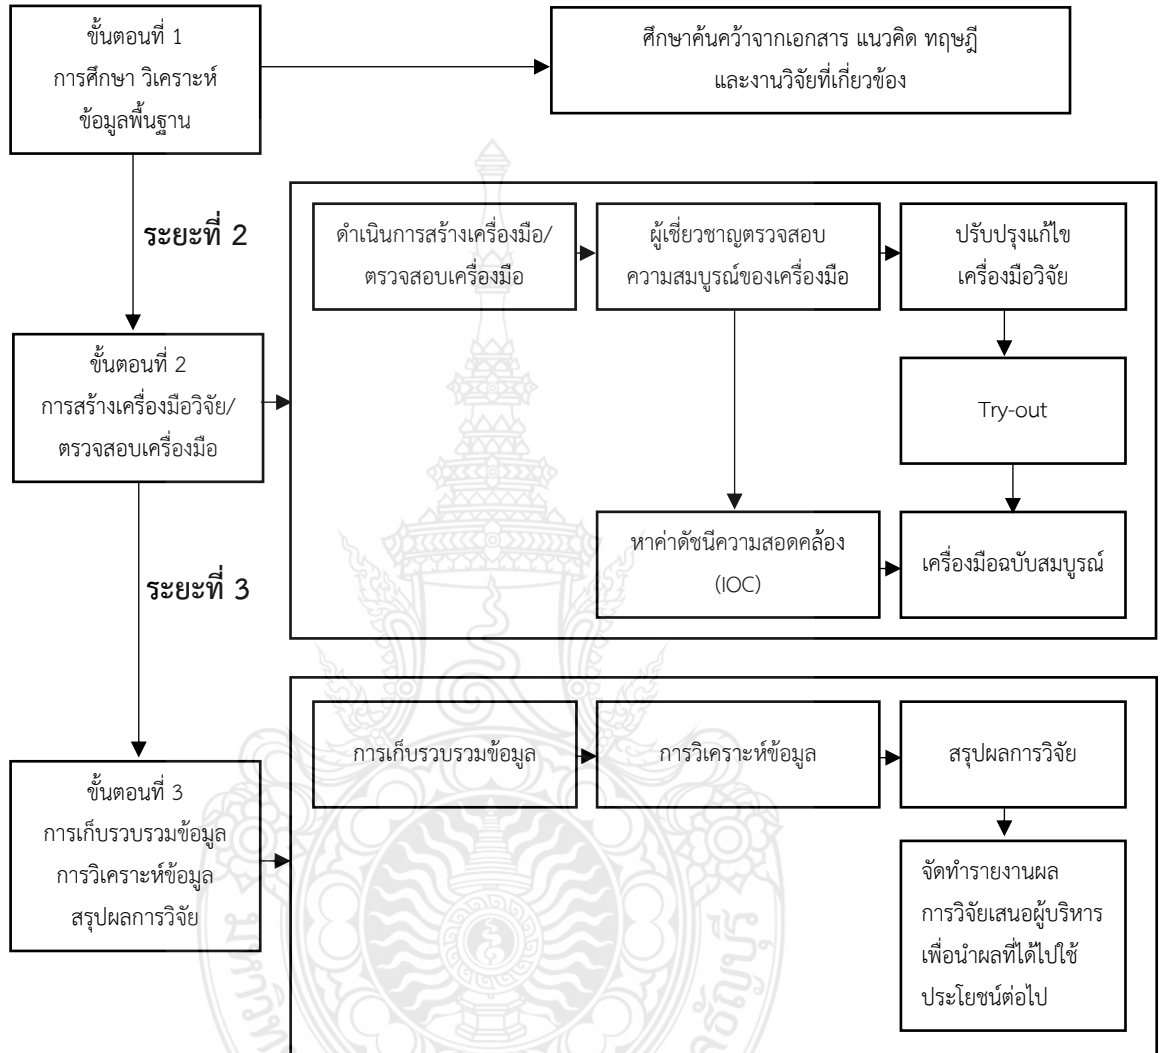 ขั้นตอนที่ 1
การศึกษา วิเคราะห์
ข้อมูลพื้นฐาน
ศึกษาค้นคว้าจากเอกสาร แนวคิด ทฤษฎี
และงานวิจัยที่เกี่ยวข้อง
ระยะที่ 2
ขั้นตอนที่ 2
การสร้างเครื่องมือวิจัย/
ตรวจสอบเครื่องมือ
ดำเนินการสร้างเครื่องมือ/
ตรวจสอบเครื่องมือ
ผู้เชี่ยวชาญตรวจสอบ
ความสมบูรณ์ของเครื่องมือ
ปรับปรุงแก้ไข
เครื่องมือวิจัย
Try-out
หาค่าดัชนีความสอดคล้อง
(IOC)
เครื่องมือฉบับสมบูรณ์
ระยะที่ 3
ขั้นตอนที่ 3
การเก็บรวบรวมข้อมูล
การวิเคราะห์ข้อมูล
สรุปผลการวิจัย
การเก็บรวบรวมข้อมูล
การวิเคราะห์ข้อมูล
สรุปผลการวิจัย
จัดทำรายงานผล
การวิจัยเสนอผู้บริหาร
เพื่อนำผลที่ได้ไปใช้
ประโยชน์ต่อไป